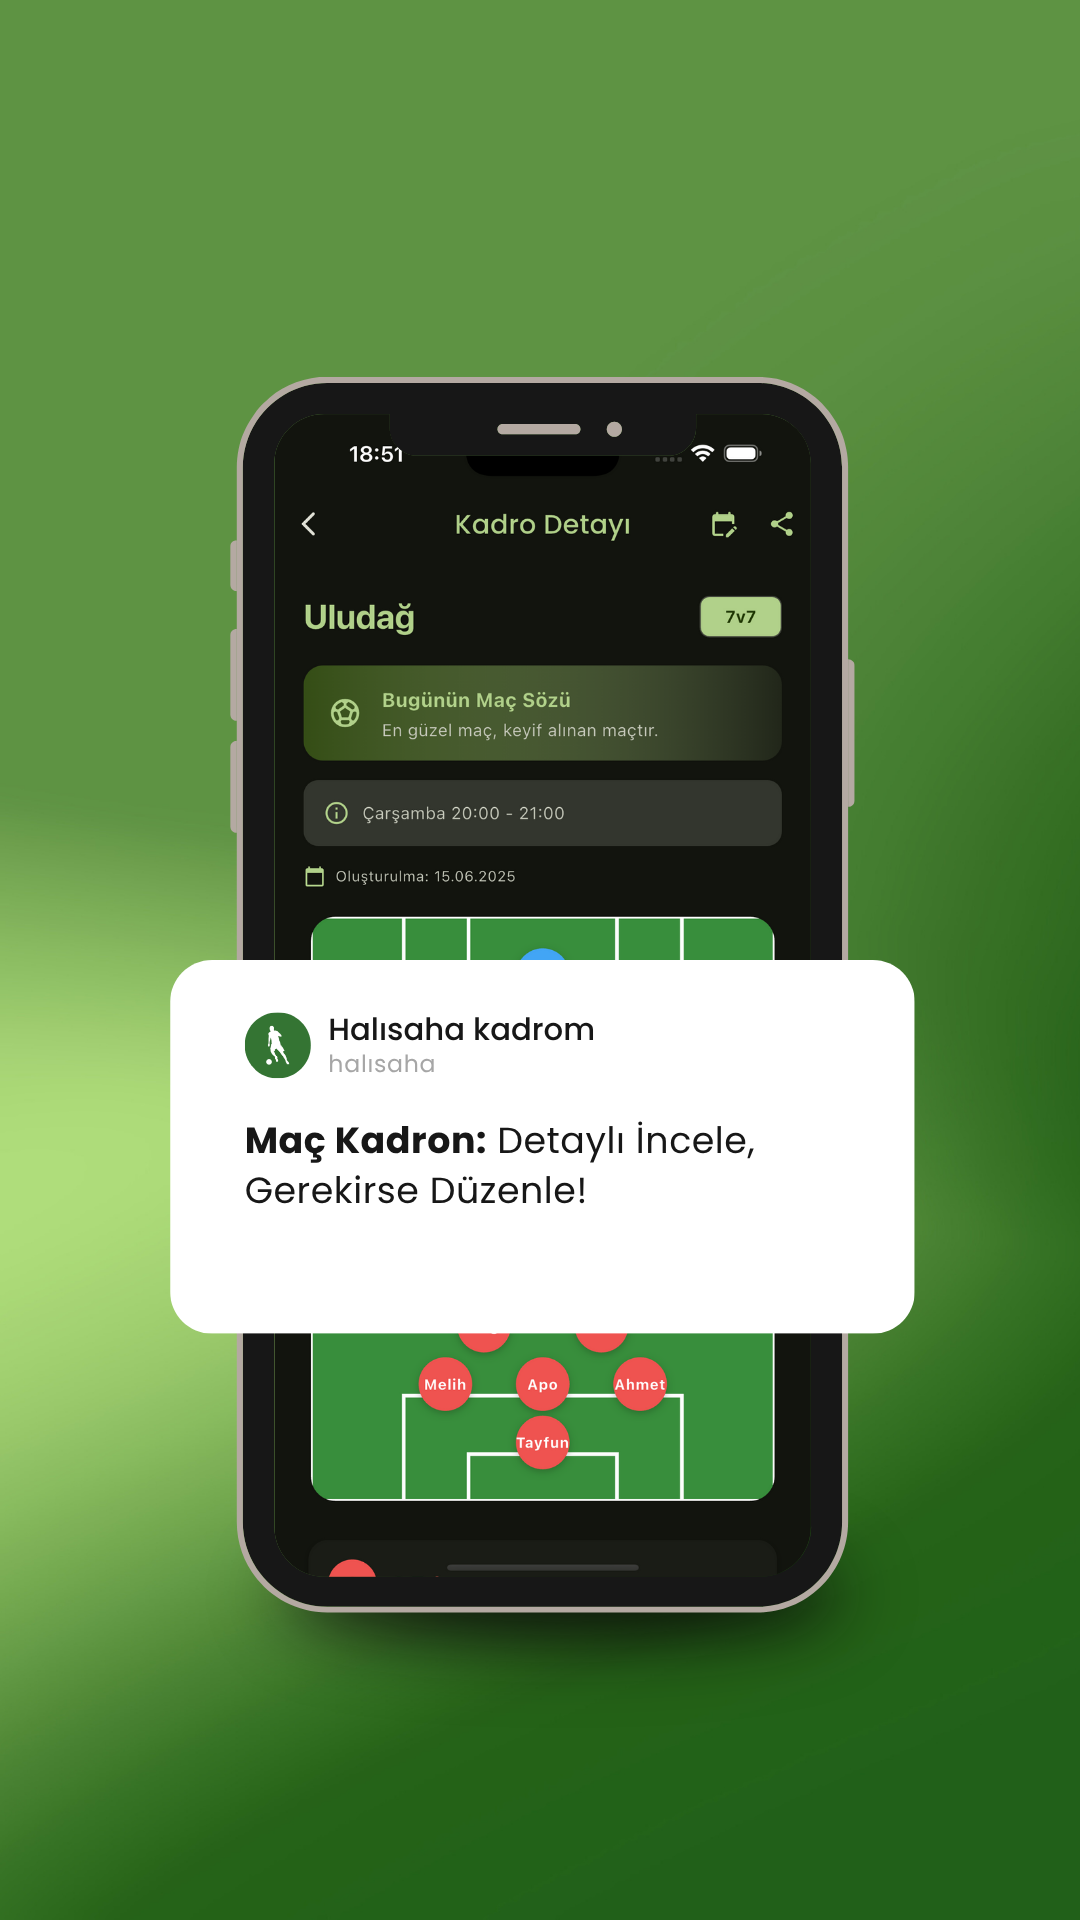 18:51
Kadro Detayı
Uludağ
7v7
Bugünün Maç Sözü
En güzel maç, keyif alınan maçtır.
Çarşamba 20:00 - 21:00
Oluşturulma: 15.06.2025
Halısaha kadrom
halısaha
Maç Kadron: Detaylı İncele,
Gerekirse Düzenle!
Melih
Apo
Ahmet
Tayfun